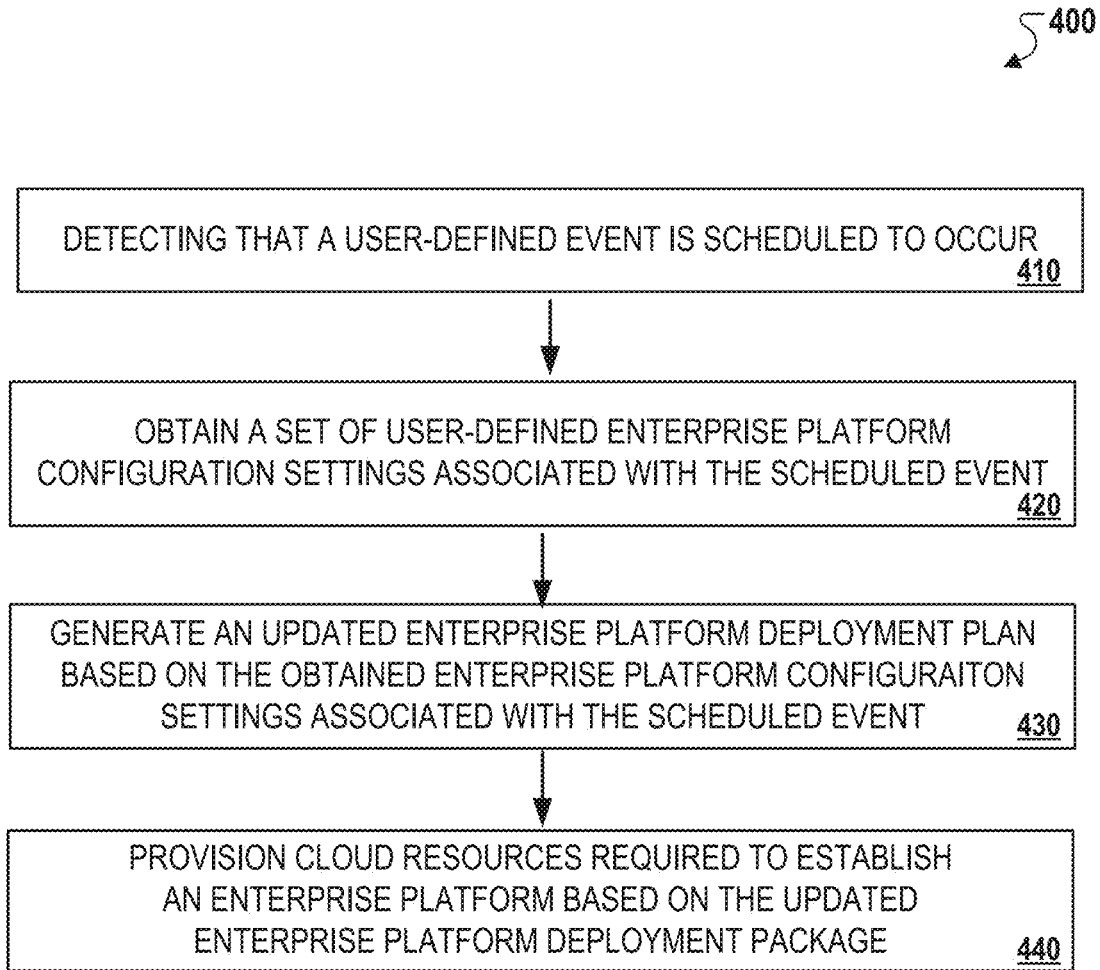 400
DETECTING THAT A USER-DEFINED EVENT IS SCHEDULED TO OCCUR
410
OBTAIN A SET OF USER-DEFINED ENTERPRISE PLATFORM
CONFIGURATION SETTINGS ASSOCIATED WITH THE SCHEDULED EVENT
420
GENERATE AN UPDATED ENTERPRISE PLATFORM DEPLOYMENT PLAN
BASED ON THE OBTAINED ENTERPRISE PLATFORM CONFIGURAITON
SETTINGS ASSOCIATED WITH THE SCHEDULED EVENT
430
PROVISION CLOUD RESOURCES REQUIRED TO ESTABLISH
AN ENTERPRISE PLATFORM BASED ON THE UPDATED
ENTERPRISE PLATFORM DEPLOYMENT PACKAGE
440